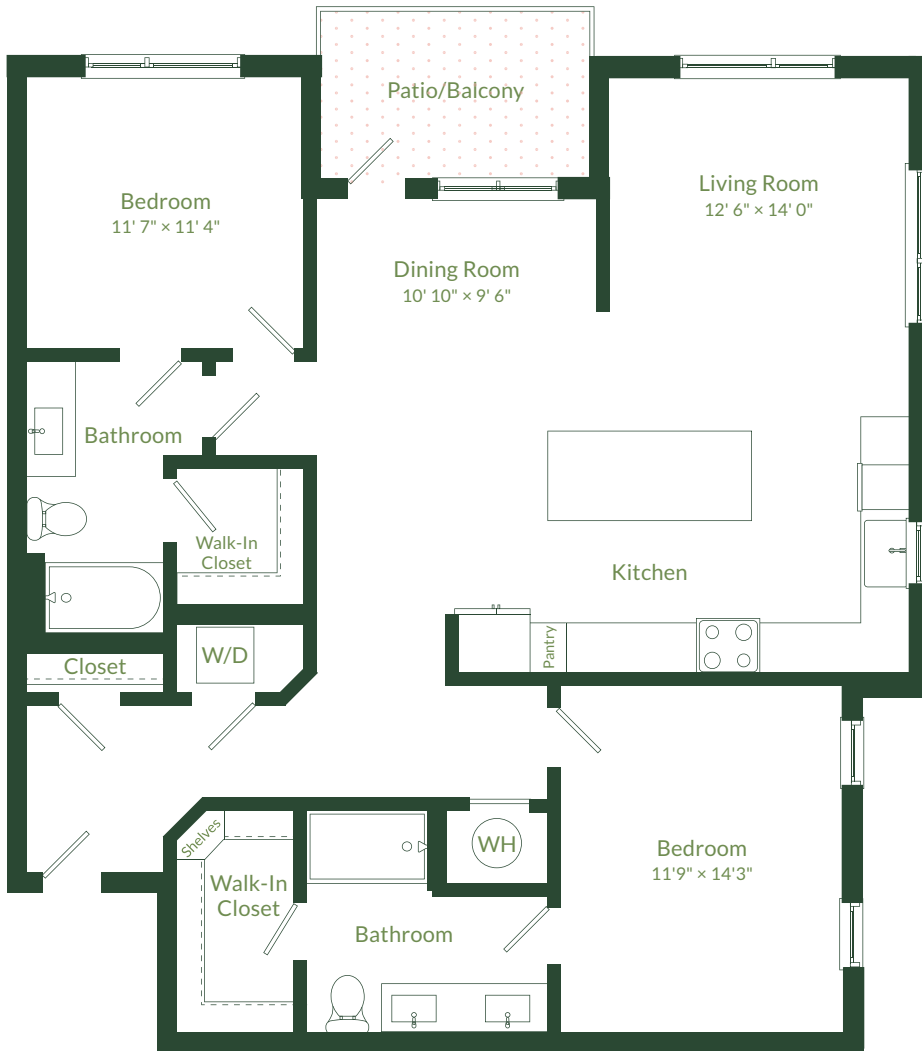 Patio/Balcony
Living Room
12' 6" × 14' 0"
Bedroom
11' 7" × 11' 4"
Dining Room
10' 10" × 9' 6"
Bathroom
Walk-In
Closet
Kitchen
Pantry
W/D
Closet
Shelves
WH
Walk-In
Closet
Bedroom
11'9" × 14'3"
Bathroom